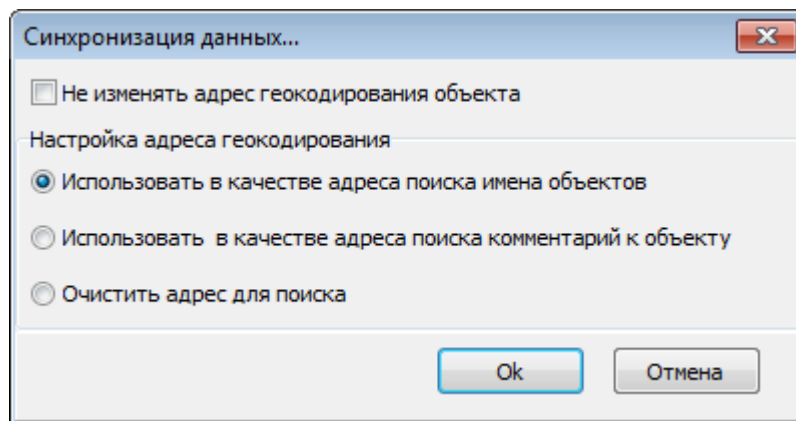 Синхронизация данных...
Не изменять адрес геокодирования объекта
Настройка адреса геокодирования
Использовать в качестве адреса поиска имена объектов
Использовать  в качестве адреса поиска комментарий к объекту
Очистить адрес для поиска
Ok Отмена